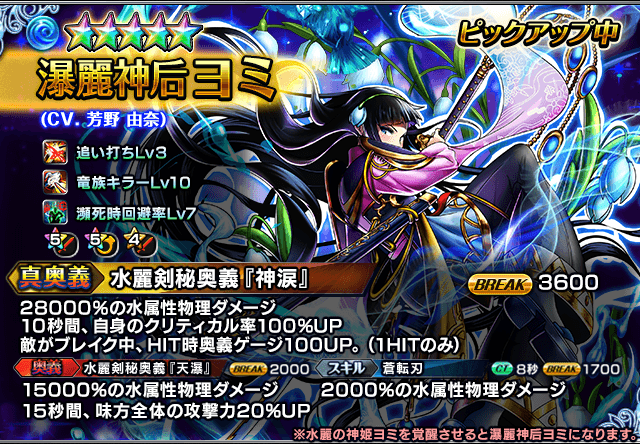 ピックアップ中
瀑麗神后ヨミ
(CV. 芳野 由奈)
追い打ちLv3
竜族キラーLv10
瀕死時回避率Lv7
5 5 4
真奥義 水麗剣秘奥義『神涙』 BREAK 3600
28000%の水属性物理ダメージ
10秒間、自身のクリティカル率100%UP
敵がブレイク中、HIT時奥義ゲージ100UP。(1HITのみ)
奥義 水麗剣秘奥義『天瀑』 BREAK 2000 スキル 蒼転刃 CT 8秒 BREAK 1700
15000%の水属性物理ダメージ 2000%の水属性物理ダメージ
15秒間、味方全体の攻撃力20%UP
※水麗の神姫ヨミを覚醒させると瀑麗神后ヨミになります。